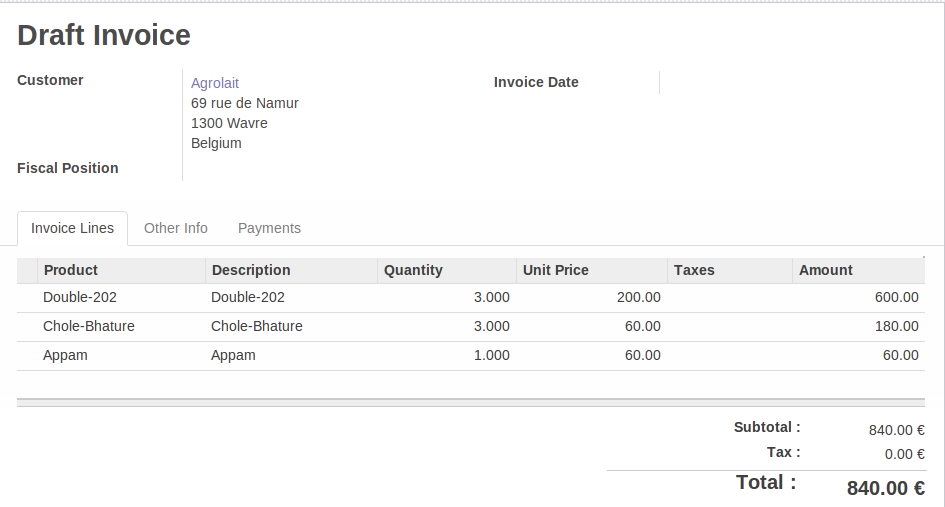 Draft Invoice
Customer
Agrolait
Invoice Date
69 rue de Namur
1300 Wavre
Belgium
Fiscal Position
Invoice Lines Other Info Payments
Product Description Quantity Unit Price Taxes Amount
Double-202 Double-202 3.000 200.00 600.00
Chole-Bhature Chole-Bhature 3.000 60.00 180.00
Appam Appam 1.000 60.00 60.00
Subtotal : 840.00 €
Tax : 0.00 €
Total : 840.00 €